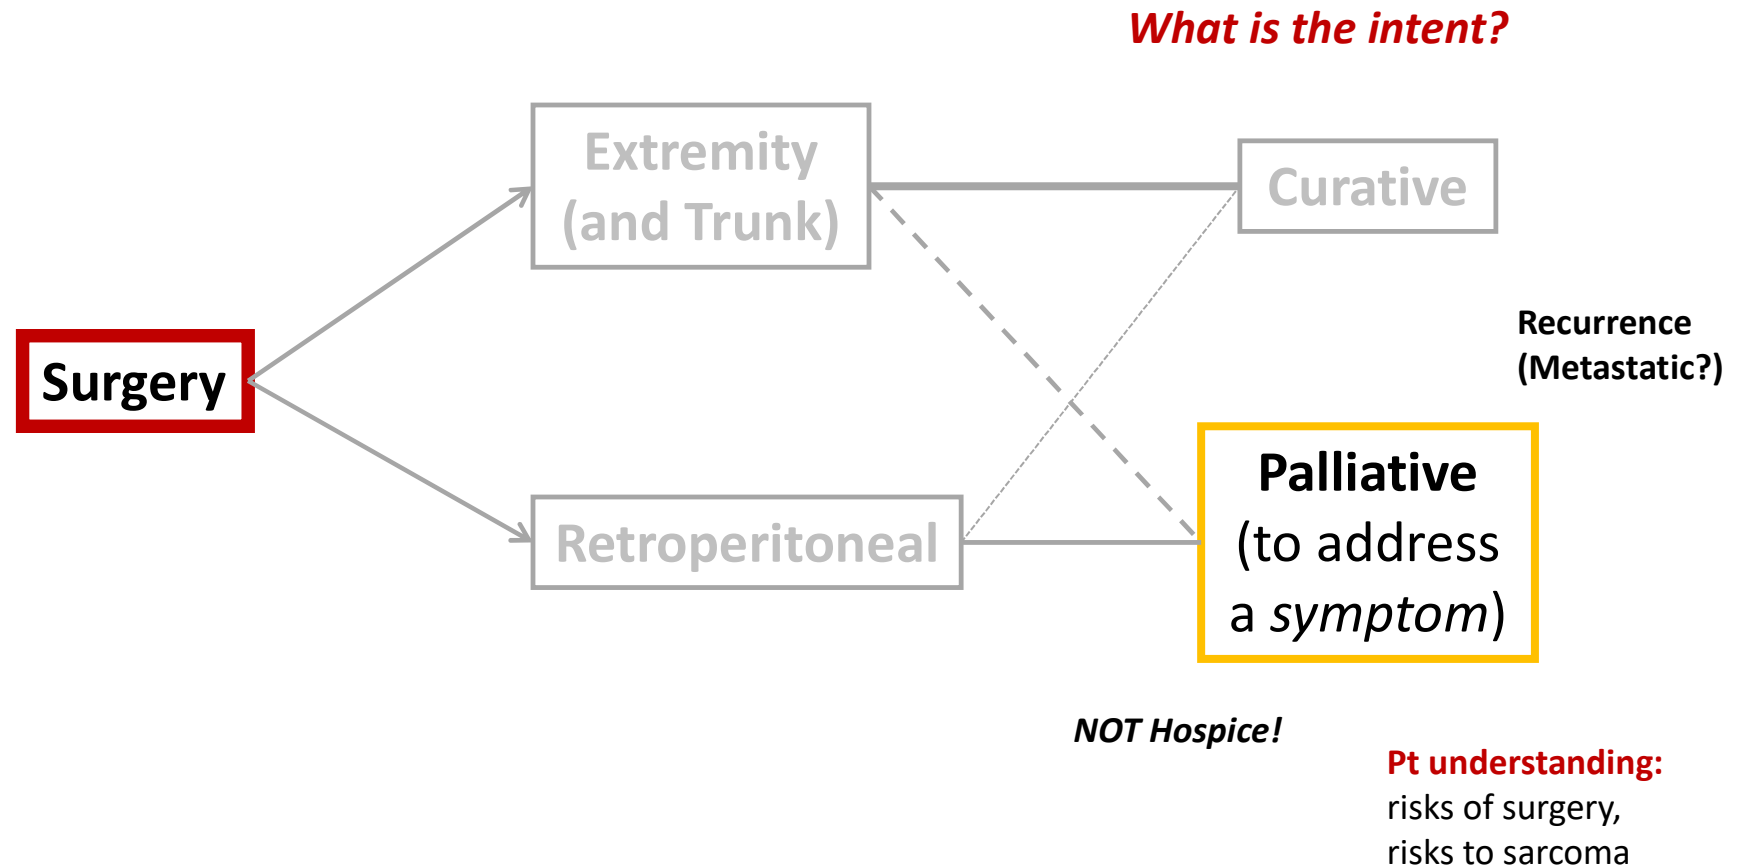 What is the intent?
Extremity
(and Trunk)
Curative
Recurrence
(Metastatic?)
Surgery
Palliative
(to address
a symptom)
Retroperitoneal
NOT Hospice!
Pt understanding:
risks of surgery,
risks to sarcoma